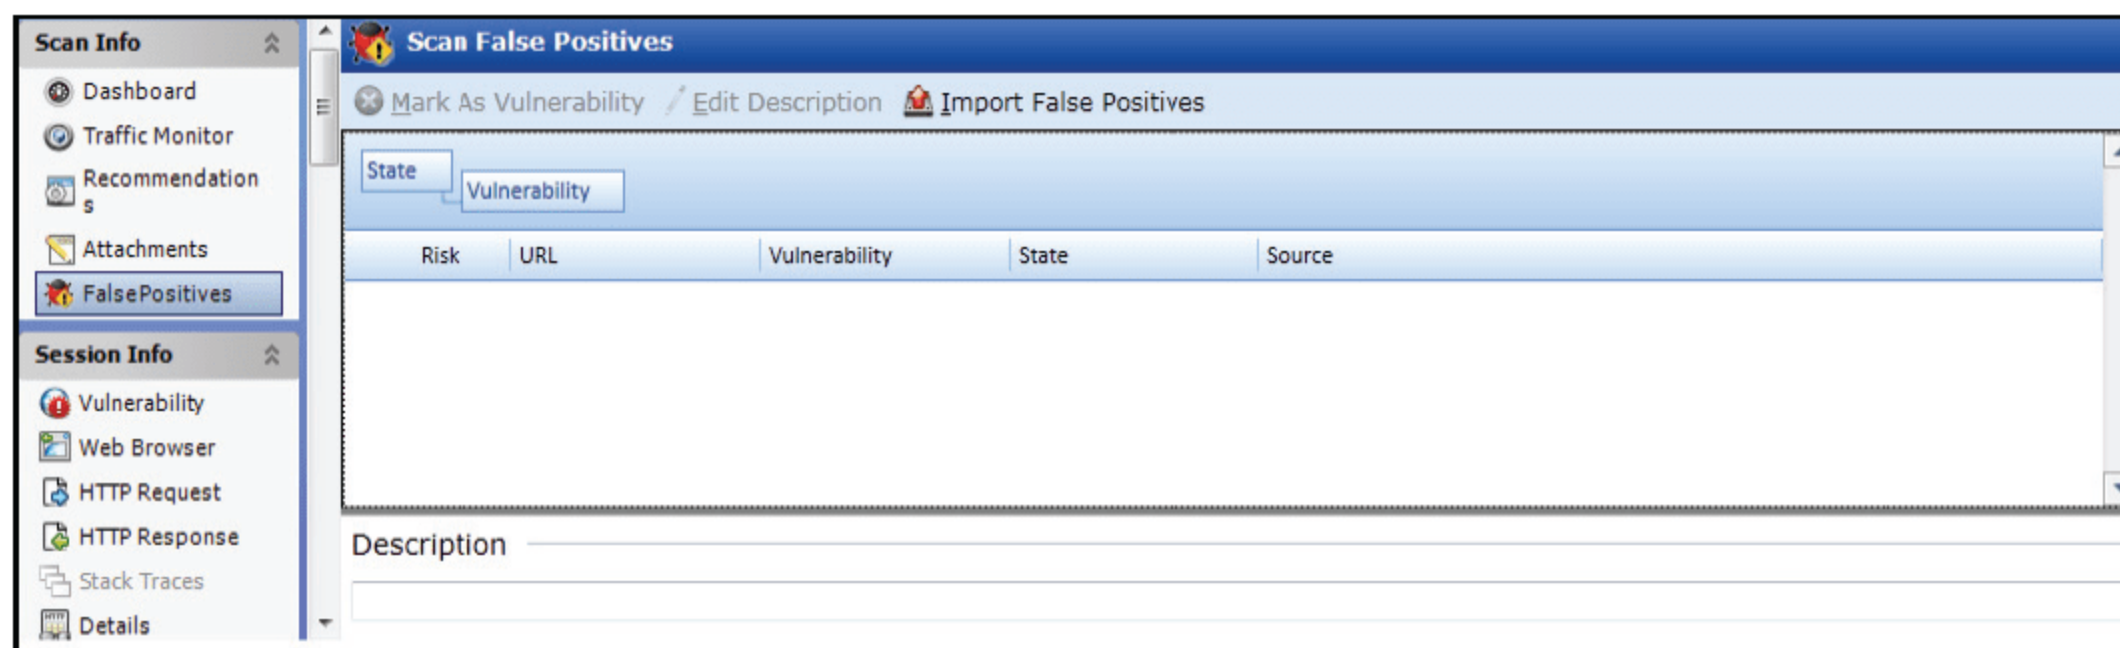 Scan Info
Dashboard
Traffic Monitor
Recommendation
s
Attachments
FalsePositives
Session Info
Vulnerability
Web Browser
HTTP Request
HTTP Response
Stack Traces
Details
Scan False Positives
Mark As Vulnerability Edit Description Import False Positives
State
Vulnerability
Risk URL Vulnerability State Source
Description